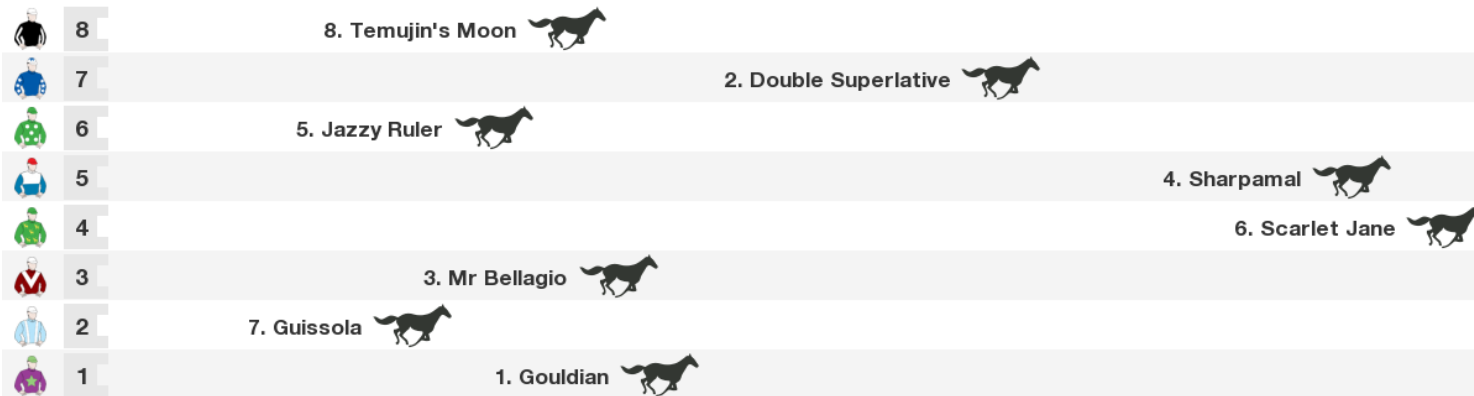 8 8. Temujin's Moon
7 2. Double Superlative
6 5. Jazzy Ruler
5 4. Sharpamal
4 6. Scarlet Jane
3 3. Mr Bellagio
2 7. Guissola
1 1. Gouldian